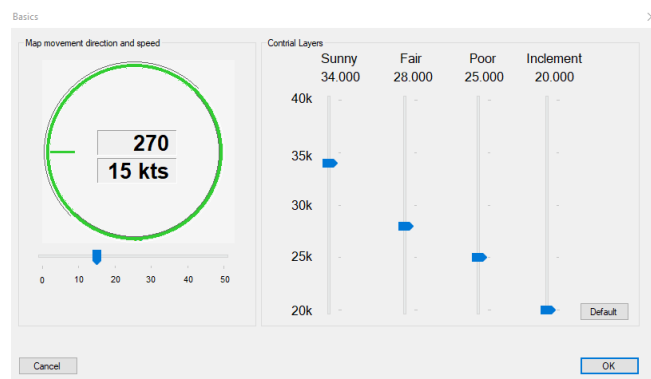 Basics
Map movement direction and speed
270
15 kts
0 10 20 30 40 50
Contrial Layers
Sunny Fair Poor Inclement
34.000 28.000 25.000 20.000
40k
35k
30k
25k
20k
Default
Cancel
OK